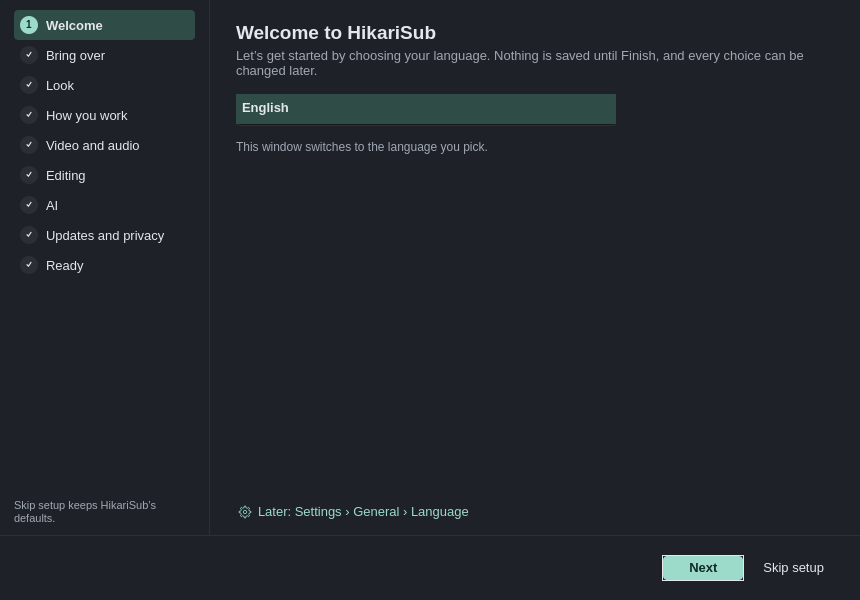 1 Welcome
Bring over
Look
How you work
Video and audio
Editing
AI
Updates and privacy
Ready
Skip setup keeps HikariSub's
defaults.
Welcome to HikariSub
Let's get started by choosing your language. Nothing is saved until Finish, and every choice can be
changed later.
English
This window switches to the language you pick.
Later: Settings › General › Language
Next
Skip setup